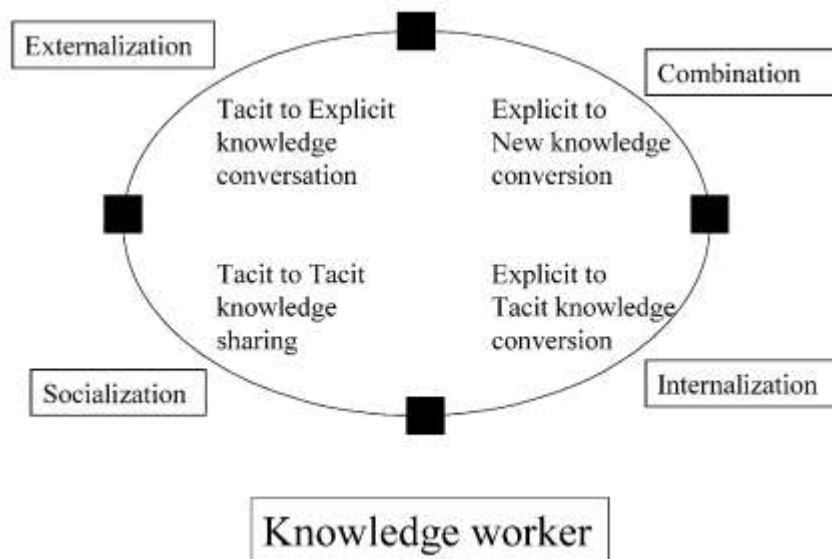 Externalization
Combination
Tacit to Explicit
knowledge
conversation
Explicit to
New knowledge
conversion
Tacit to Tacit
knowledge
sharing
Explicit to
Tacit knowledge
conversion
Socialization
Internalization
Knowledge worker